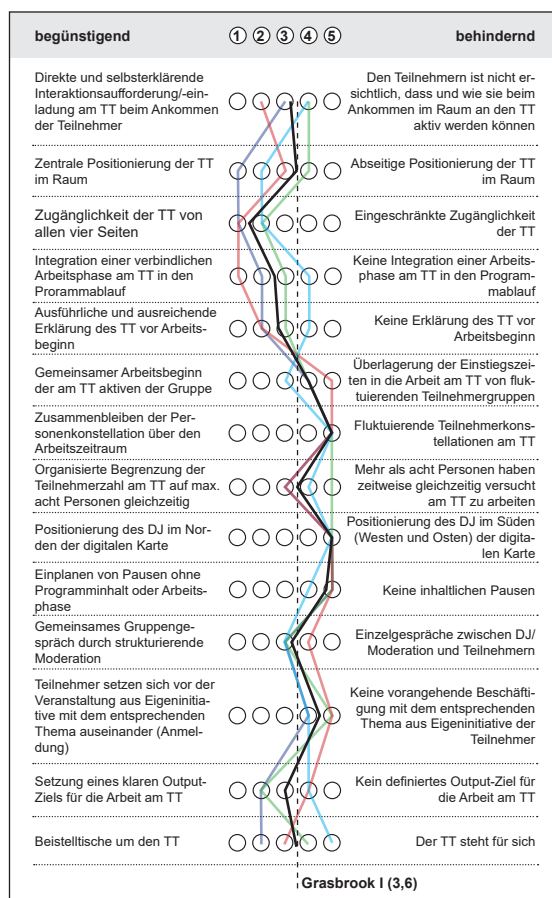 begünstigend ① ② ③ ④ ⑤ behindernd
Direkte und selbsterklärende
Interaktionsaufforderung/-ein-
ladung am TT beim Ankommen
der Teilnehmer
Den Teilnehmern ist nicht er-
sichtlich, dass und wie sie beim
Ankommen im Raum an den TT
aktiv werden können
Zentrale Positionierung der TT
im Raum
Abseitige Positionierung der TT
im Raum
Zugänglichkeit der TT von
allen vier Seiten
Eingeschränkte Zugänglichkeit
der TT
Integration einer verbindlichen
Arbeitsphase am TT in den
Prorammablauf
Keine Integration einer Arbeits-
phase am TT in den Programm-
ablauf
Ausführliche und ausreichende
Erklärung des TT vor Arbeits-
beginn
Keine Erklärung des TT vor
Arbeitsbeginn
Gemeinsamer Arbeitsbeginn
der am TT aktiven der Gruppe
Überlagerung der Einstiegszei-
ten in die Arbeit am TT von fluk-
tuierenden Teilnehmergruppen
Zusammenbleiben der Per-
sonenkonstellation über den
Arbeitszeitraum
Fluktuierende Teilnehmerkons-
tellationen am TT
Organisierte Begrenzung der
Teilnehmerzahl am TT auf max.
acht Personen gleichzeitig
Mehr als acht Personen haben
zeitweise gleichzeitig versucht
am TT zu arbeiten
Positionierung des DJ im Nor-
den der digitalen Karte
Positionierung des DJ im Süden
(Westen und Osten) der digita-
len Karte
Einplanen von Pausen ohne
Programminhalt oder Arbeits-
phase
Keine inhaltlichen Pausen
Gemeinsames Gruppenge-
spräch durch strukturierende
Moderation
Einzelgespräche zwischen DJ/
Moderation und Teilnehmern
Teilnehmer setzen sich vor der
Veranstaltung aus Eigeninitia-
tive mit dem entsprechenden
Thema auseinander (Anmel-
dung)
Keine vorangehende Beschäfti-
gung mit dem entsprechenden
Thema aus Eigeninitiative der
Teilnehmer
Setzung eines klaren Output-
Ziels für die Arbeit am TT
Kein definiertes Output-Ziel für
die Arbeit am TT
Beistelltische um den TT
Der TT steht für sich
Grasbrook I (3,6)